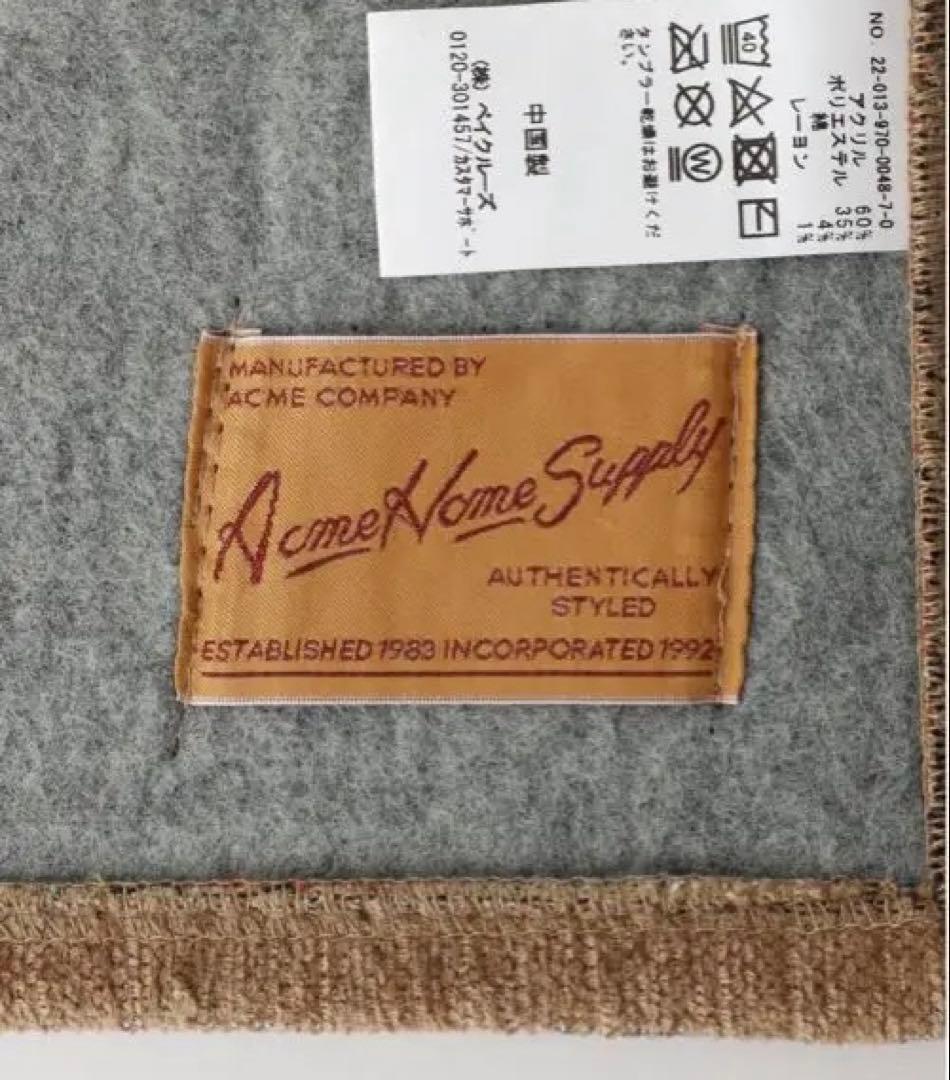 NO. 22-013-970-0048-7-0
アクリル 60%
ポリエステル 35%
綿 4%
レーヨン 1%
40
W
タンブラー乾燥はお避けくだ
さい。
中国製
(株) ベイクルーズ
0120-301457/カスタマーサポート
MANUFACTURED BY
ACME COMPANY
Acme Home Supply
AUTHENTICALLY
STYLED
ESTABLISHED 1983 INCORPORATED 1992